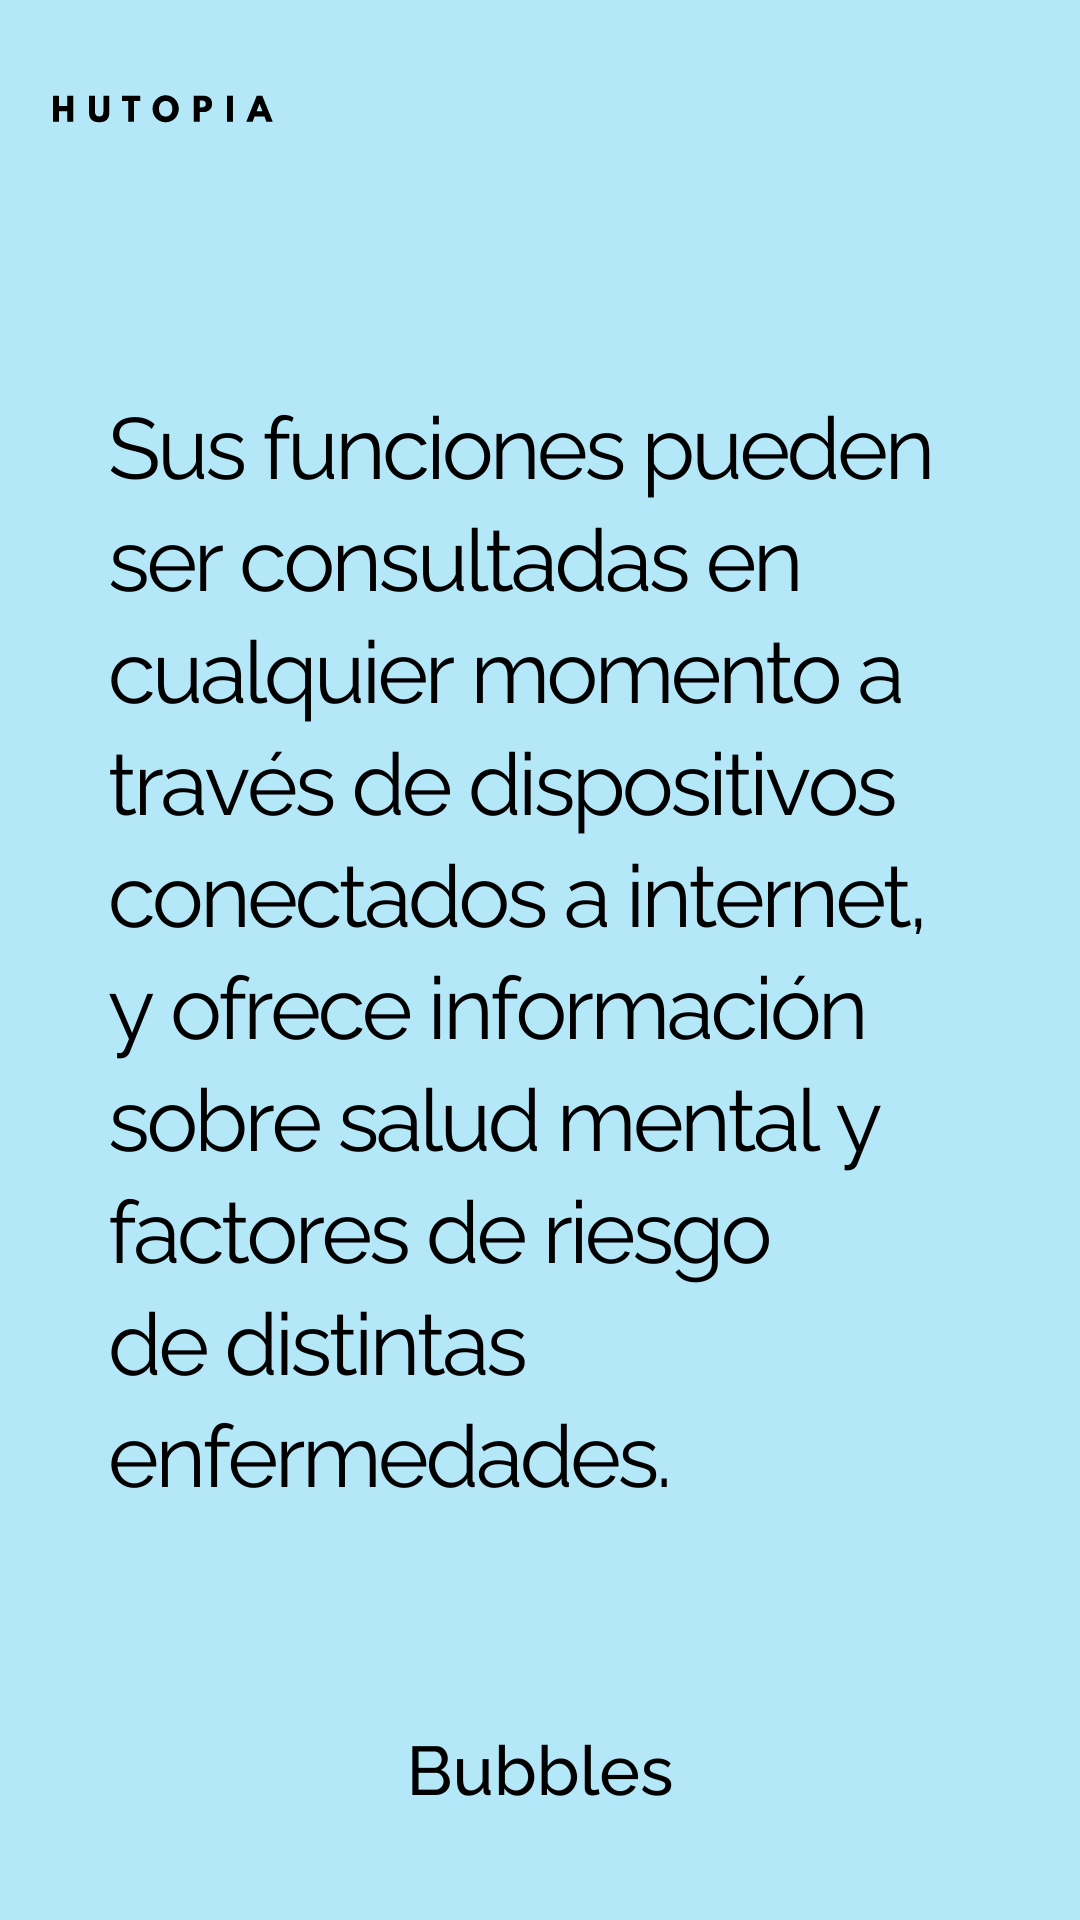 HUTOPIA
Sus funciones pueden
ser consultadas en
cualquier momento a
través de dispositivos
conectados a internet,
y ofrece información
sobre salud mental y
factores de riesgo
de distintas
enfermedades.
Bubbles